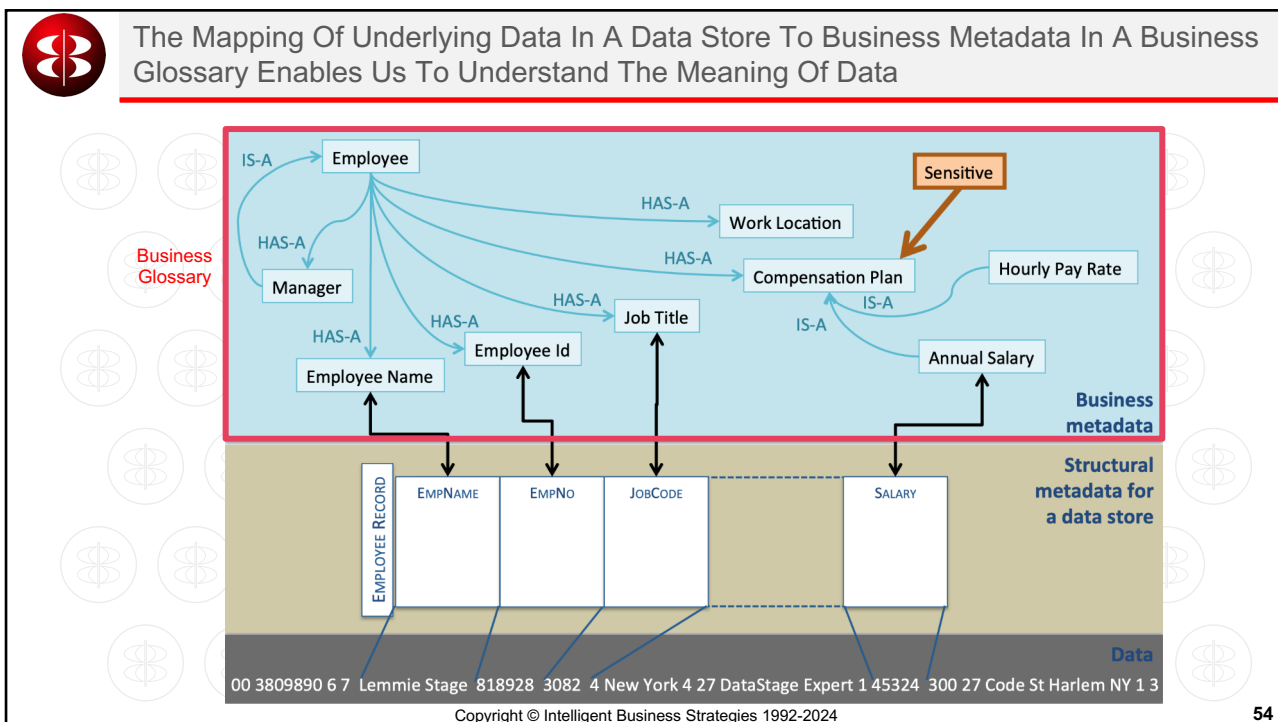 The Mapping Of Underlying Data In A Data Store To Business Metadata In A Business
Glossary Enables Us To Understand The Meaning Of Data
IS-A
Employee
Sensitive
HAS-A
Work Location
HAS-A
HAS-A
Business
Glossary
Compensation Plan
Hourly Pay Rate
Manager
IS-A
HAS-A
Job Title
HAS-A
IS-A
HAS-A
Employee Id
Annual Salary
Employee Name
Business
metadata
Structural
metadata for
a data store
EMPLOYEE RECORD
EMPNAME
EMPNO
JOBCODE
SALARY
Data
00 3809890 6 7 Lemmie Stage 818928 3082 4 New York 4 27 DataStage Expert 1 45324 300 27 Code St Harlem NY 1 3
Copyright © Intelligent Business Strategies 1992-2024
54